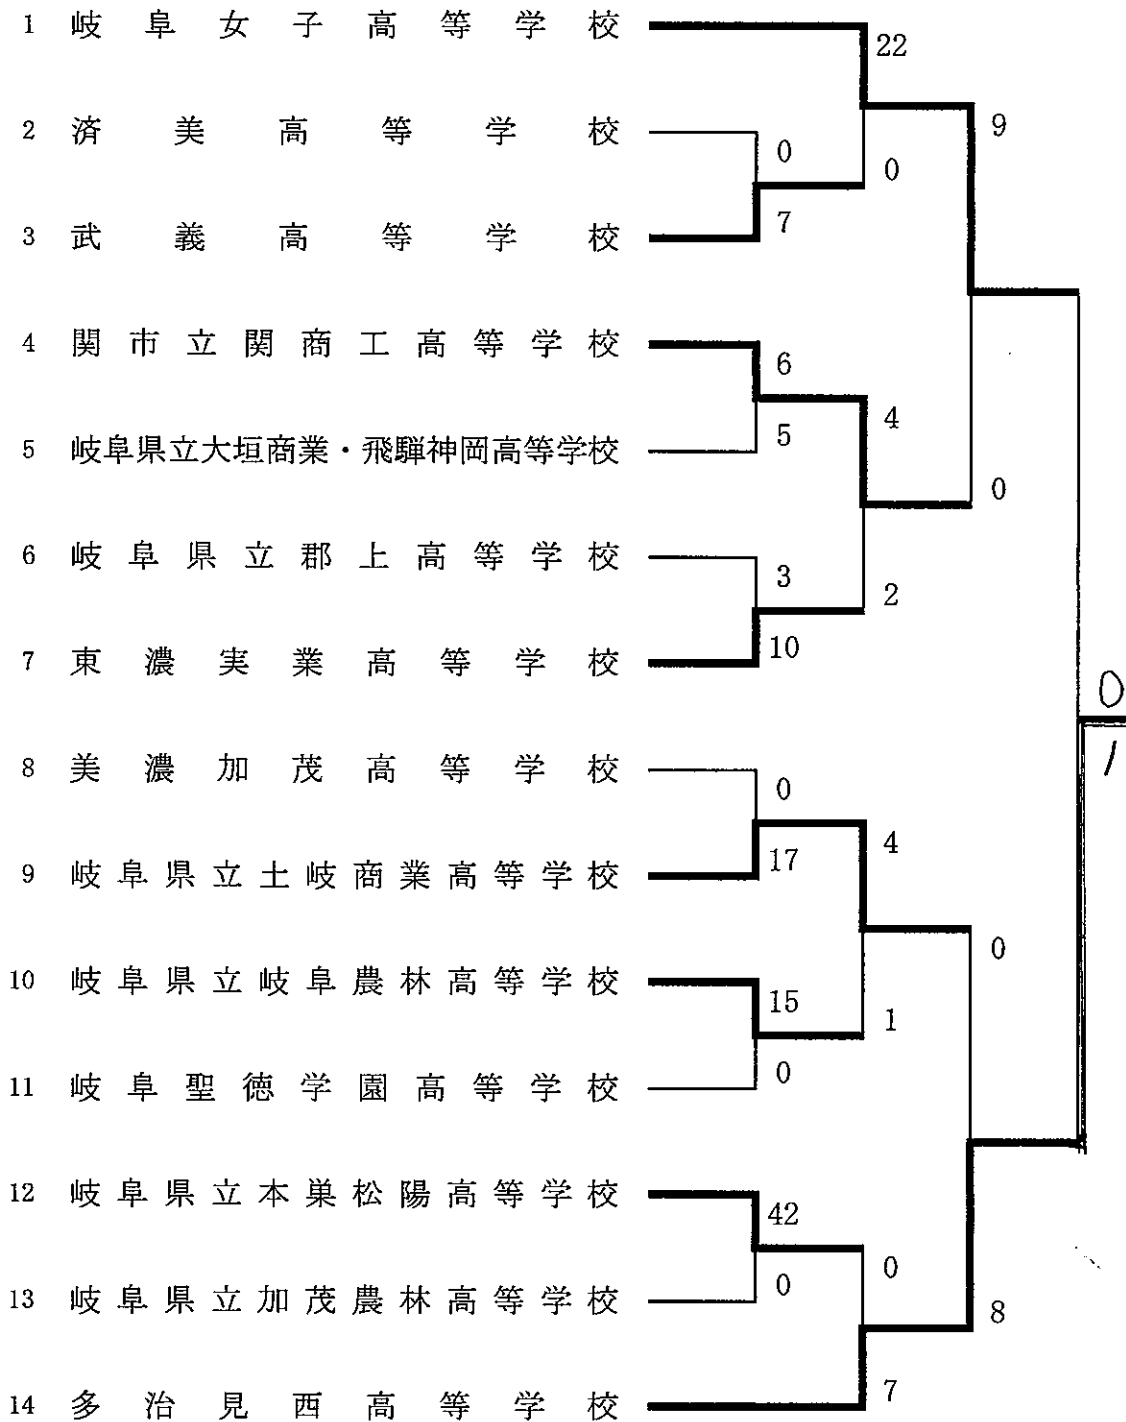 1 岐阜女子高等学校
22
2 済美高等学校
9
0
0
3 武義高等学校
7
4 関市立関商工高等学校
6
4
5 岐阜県立大垣商業・飛騨神岡高等学校
5
0
6 岐阜県立郡上高等学校
3
2
7 東濃実業高等学校
10
0
1
8 美濃加茂高等学校
0
4
9 岐阜県立土岐商業高等学校
17
0
10 岐阜県立岐阜農林高等学校
15
1
11 岐阜聖徳学園高等学校
0
12 岐阜県立本巣松陽高等学校
42
0
13 岐阜県立加茂農林高等学校
0
8
14 多治見西高等学校
7